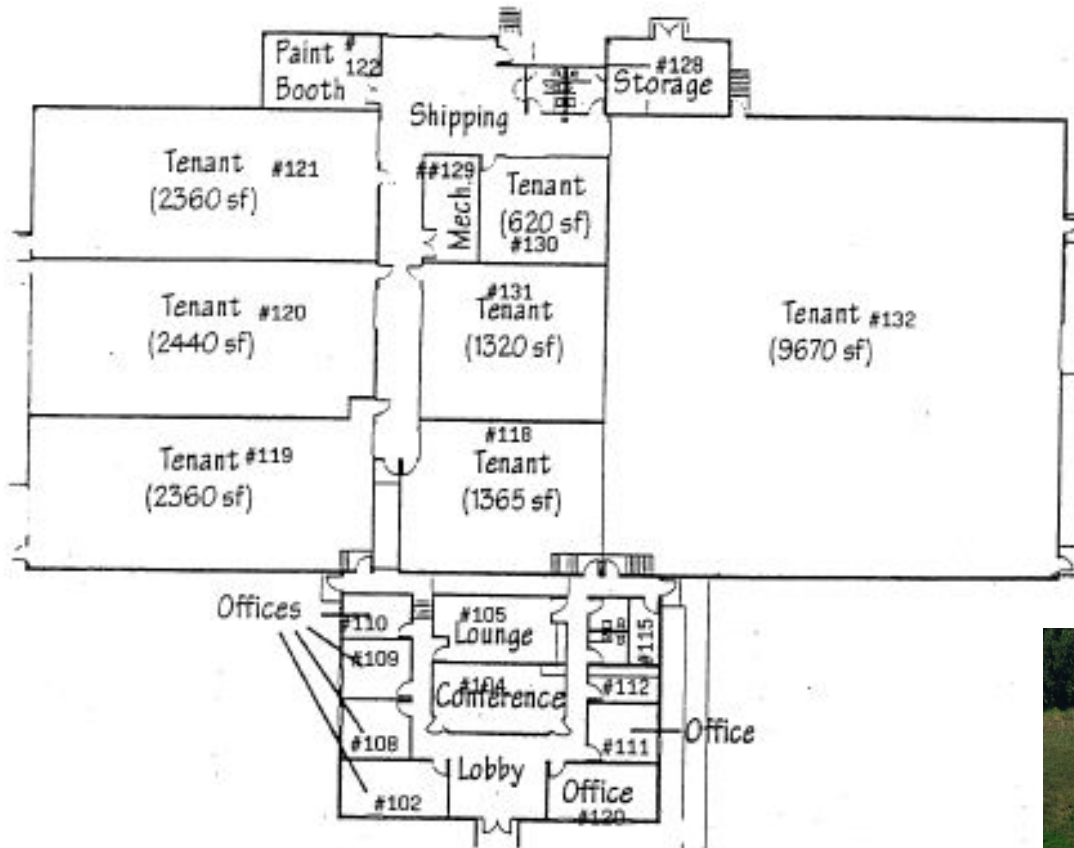 Paint
#
122
Booth
#128
Storage
Shipping
Tenant #121
(2360 sf)
##129
Mech.
Tenant
(620 sf)
#130
Tenant #120
(2440 sf)
#131
Tenant
(1320 sf)
Tenant #132
(9670 sf)
Tenant #119
(2360 sf)
#118
Tenant
(1365 sf)
Offices
#110
#105
Lounge
#115
#109
#104
Conference
#112
#108
#111
Office
Lobby
#102
Office
#120